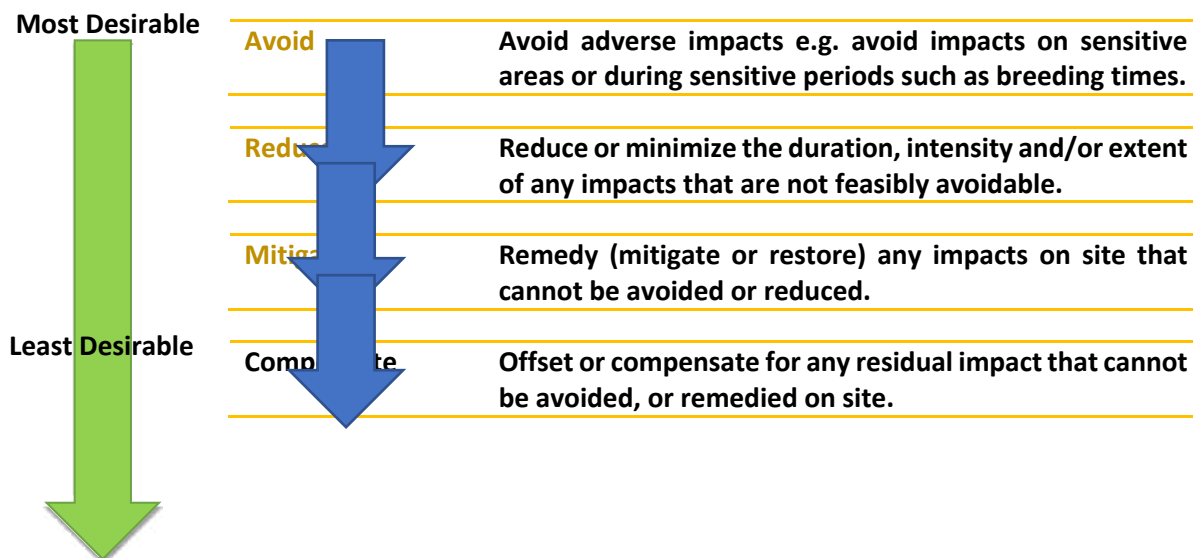 Most Desirable
Avoid
Avoid adverse impacts e.g. avoid impacts on sensitive
areas or during sensitive periods such as breeding times.
Reduce
Reduce or minimize the duration, intensity and/or extent
of any impacts that are not feasibly avoidable.
Remedy (mitigate or restore) any impacts on site that
cannot be avoided or reduced.
Least Desirable
Offset or compensate for any residual impact that cannot
be avoided, or remedied on site.